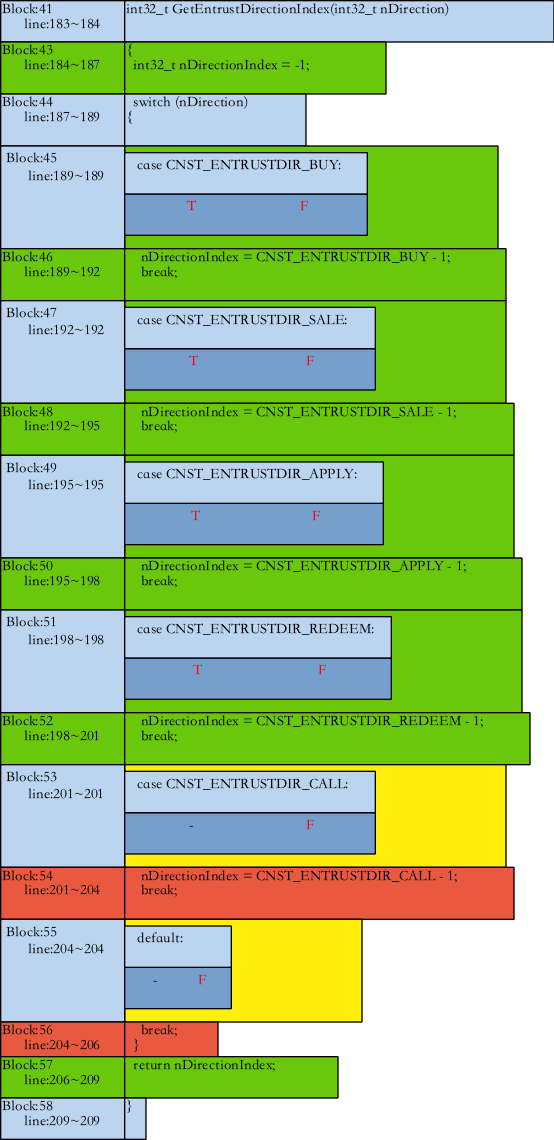 Block:41 int32_t GetEntrustDirectionIndex(int32_t nDirection)
line:183~184
Block:43 {
line:184~187 int32_t nDirectionIndex = -1;
Block:44 switch (nDirection)
line:187~189 {
Block:45 case CNST_ENTRUSTDIR_BUY:
line:189~189
T F
Block:46 nDirectionIndex = CNST_ENTRUSTDIR_BUY - 1;
line:189~192 break;
Block:47 case CNST_ENTRUSTDIR_SALE:
line:192~192
T F
Block:48 nDirectionIndex = CNST_ENTRUSTDIR_SALE - 1;
line:192~195 break;
Block:49 case CNST_ENTRUSTDIR_APPLY:
line:195~195
T F
Block:50 nDirectionIndex = CNST_ENTRUSTDIR_APPLY - 1;
line:195~198 break;
Block:51 case CNST_ENTRUSTDIR_REDEEM:
line:198~198
T F
Block:52 nDirectionIndex = CNST_ENTRUSTDIR_REDEEM - 1;
line:198~201 break;
Block:53 case CNST_ENTRUSTDIR_CALL:
line:201~201
- F
Block:54 nDirectionIndex = CNST_ENTRUSTDIR_CALL - 1;
line:201~204 break;
Block:55 default:
line:204~204
- F
Block:56 break;
line:204~206 }
Block:57 return nDirectionIndex;
line:206~209
Block:58 }
line:209~209